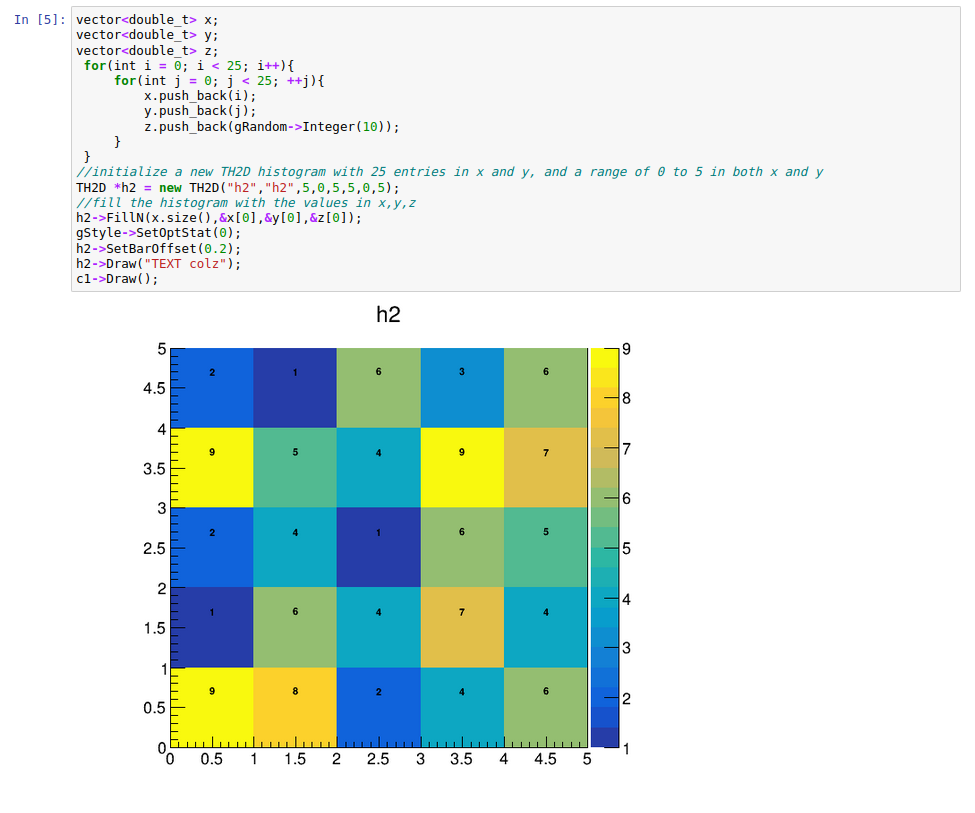 In [5]:
vector<double_t> x;
vector<double_t> y;
vector<double_t> z;
 for(int i = 0; i < 25; i++){
     for(int j = 0; j < 25; ++j){
         x.push_back(i);
         y.push_back(j);
         z.push_back(gRandom->Integer(10));
     }
 }
//initialize a new TH2D histogram with 25 entries in x and y, and a range of 0 to 5 in both x and y
TH2D *h2 = new TH2D("h2","h2",5,0,5,5,0,5);
//fill the histogram with the values in x,y,z
h2->FillN(x.size(),&x[0],&y[0],&z[0]);
gStyle->SetOptStat(0);
h2->SetBarOffset(0.2);
h2->Draw("TEXT colz");
c1->Draw();
h2
5
2 1 6 3 6
4.5
4
9 5 4 9 7
3.5
3
2 4 1 6 5
2.5
2
1 6 4 7 4
1.5
1
9 8 2 4 6
0.5
0
0 0.5 1 1.5 2 2.5 3 3.5 4 4.5 5
9
8
7
6
5
4
3
2
1